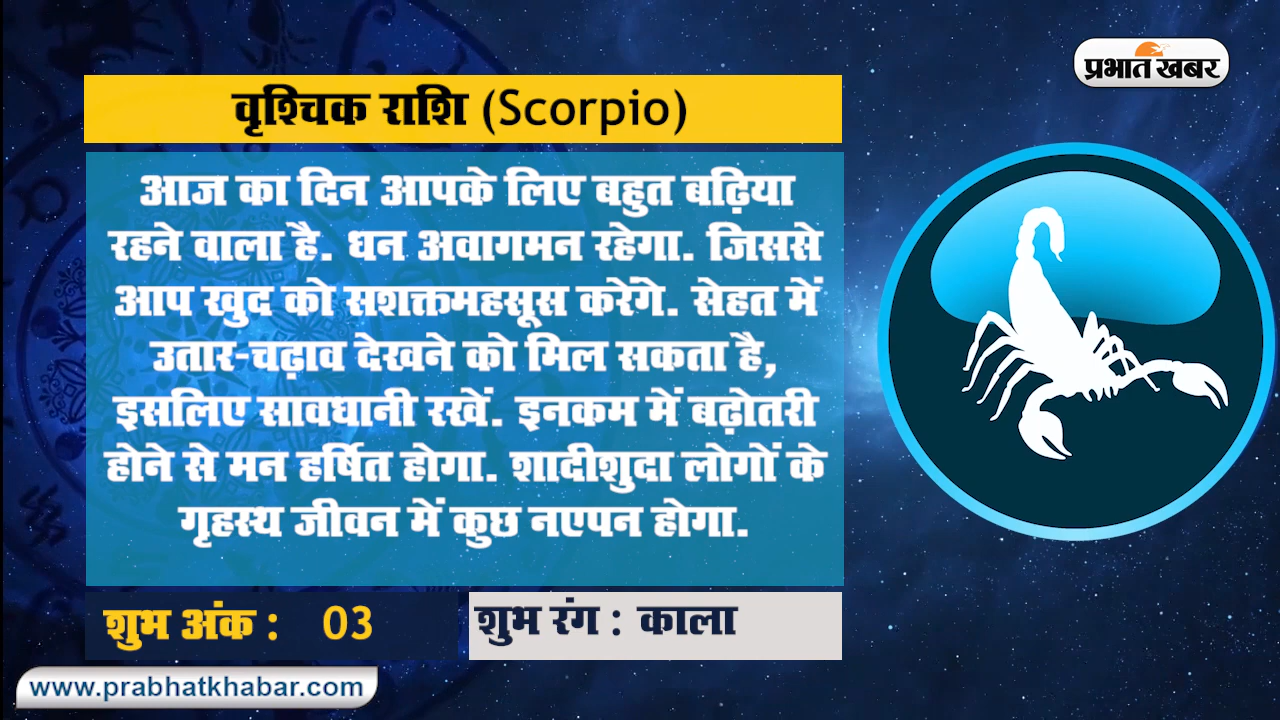 प्रभात खबर
वृश्चिक राशि (Scorpio)
आज का दिन आपके लिए बहुत बढ़िया
रहने वाला है. धन अवागमन रहेगा. जिससे
आप खुद को सशक्तमहसूस करेंगे. सेहत में
उतार-चढ़ाव देखने को मिल सकता है,
इसलिए सावधानी रखें. इनकम में बढ़ोतरी
होने से मन हर्षित होगा. शादीशुदा लोगों के
गृहस्थ जीवन में कुछ नएपन होगा.
शुभ अंक : 03
शुभ रंग : काला
www.prabhatkhabar.com